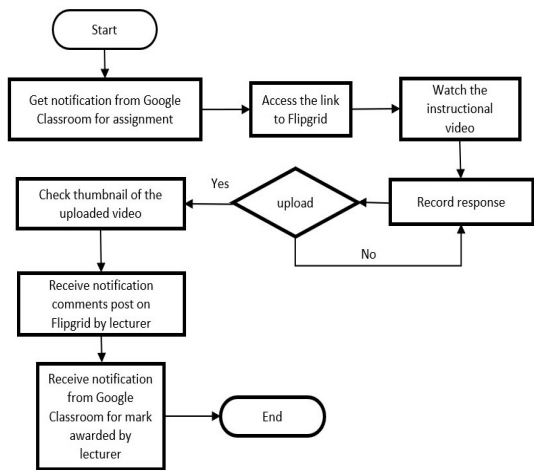 Start
Get notification from Google
Classroom for assignment
Access the link
to Flipgrid
Watch the
instructional
video
Record response
upload
No
Yes
Check thumbnail of the
uploaded video
Receive notification
comments post on
Flipgrid by lecturer
Receive notification
from Google
Classroom for mark
awarded by
lecturer
End